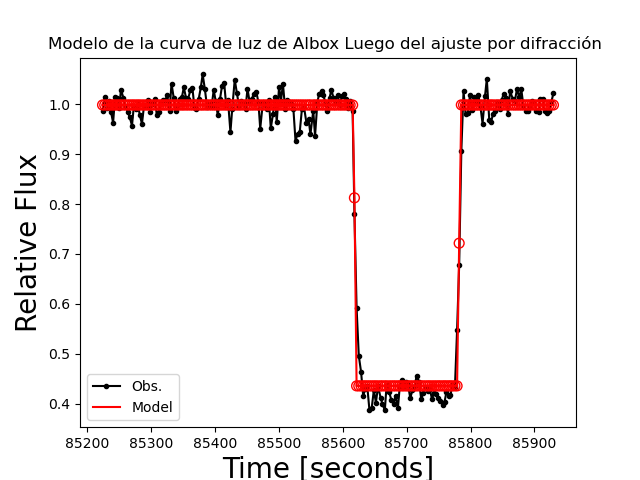 Modelo de la curva de luz de Albox Luego del ajuste por difracción
Relative Flux
1.0
0.9
0.8
0.7
0.6
0.5
0.4
Obs.
Model
85200 85300 85400 85500 85600 85700 85800 85900
Time [seconds]